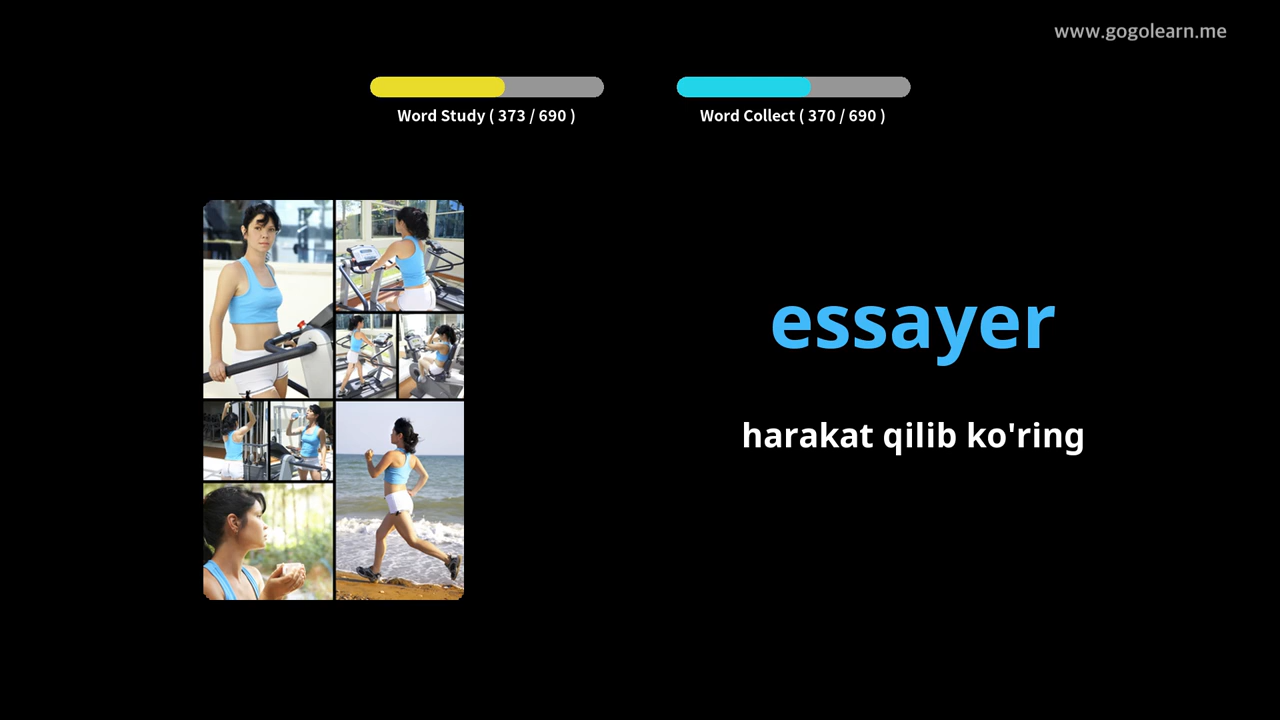 www.gogolearn.me
Word Study ( 373 / 690 )
Word Collect ( 370 / 690 )
essayer
harakat qilib ko'ring